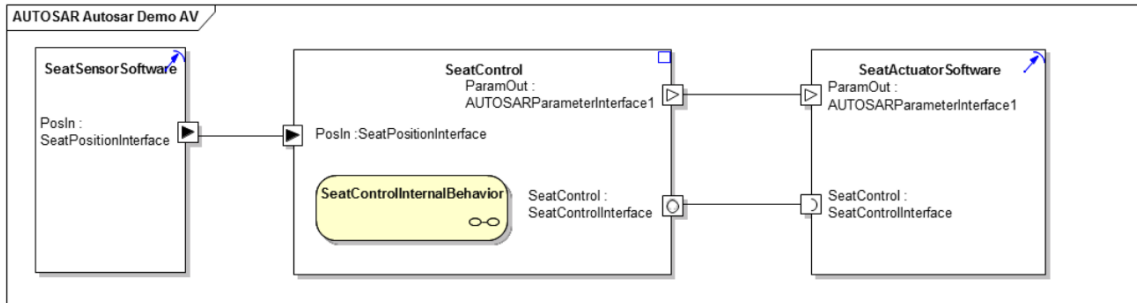 AUTOSAR Autosar Demo AV
SeatSensorSoftware
PosIn :
SeatPositionInterface
SeatControl
ParamOut :
AUTOSARParameterInterface1
PosIn :SeatPositionInterface
SeatControlInternalBehavior
SeatControl :
SeatControlInterface
SeatActuatorSoftware
ParamOut :
AUTOSARParameterInterface1
SeatControl :
SeatControlInterface